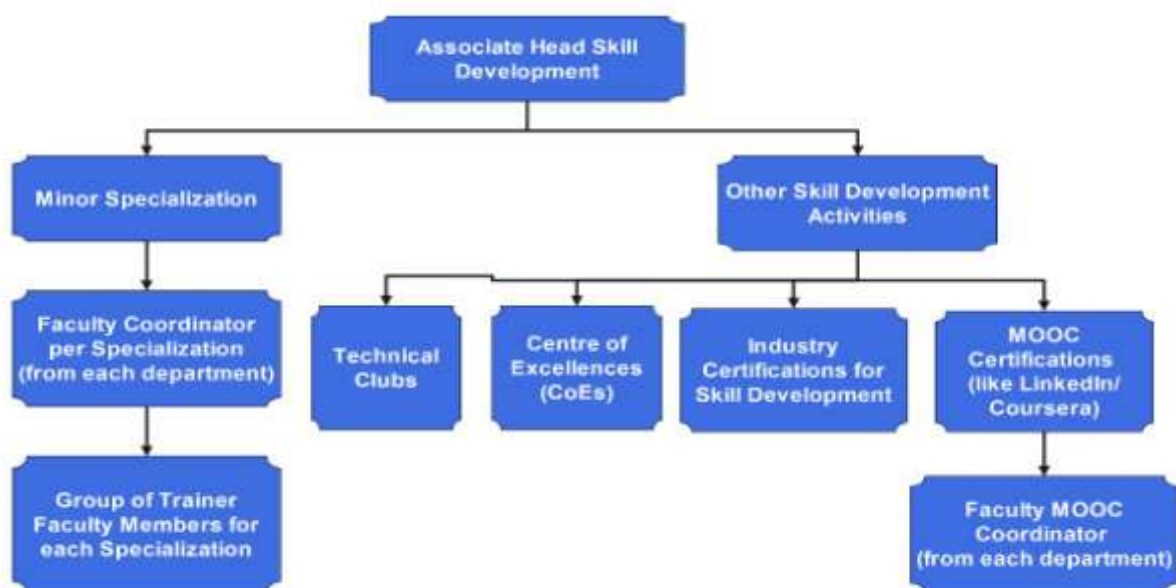 Associate Head Skill
Development
Minor Specialization
Other Skill Development
Activities
Faculty Coordinator
per Specialization
(from each department)
Technical
Clubs
Centre of
Excellences
(CoEs)
Industry
Certifications for
Skill Development
MOOC
Certifications
(like LinkedIn/
Coursera)
Group of Trainer
Faculty Members for
each Specialization
Faculty MOOC
Coordinator
(from each department)